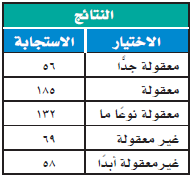 النتائج
الاختيار الاستجابة
معقولة جدًّا ٥٦
معقولة ١٨٥
معقولة نوعًا ما ١٣٢
غير معقولة ٦٩
غير معقولة أبدًا ٥٨